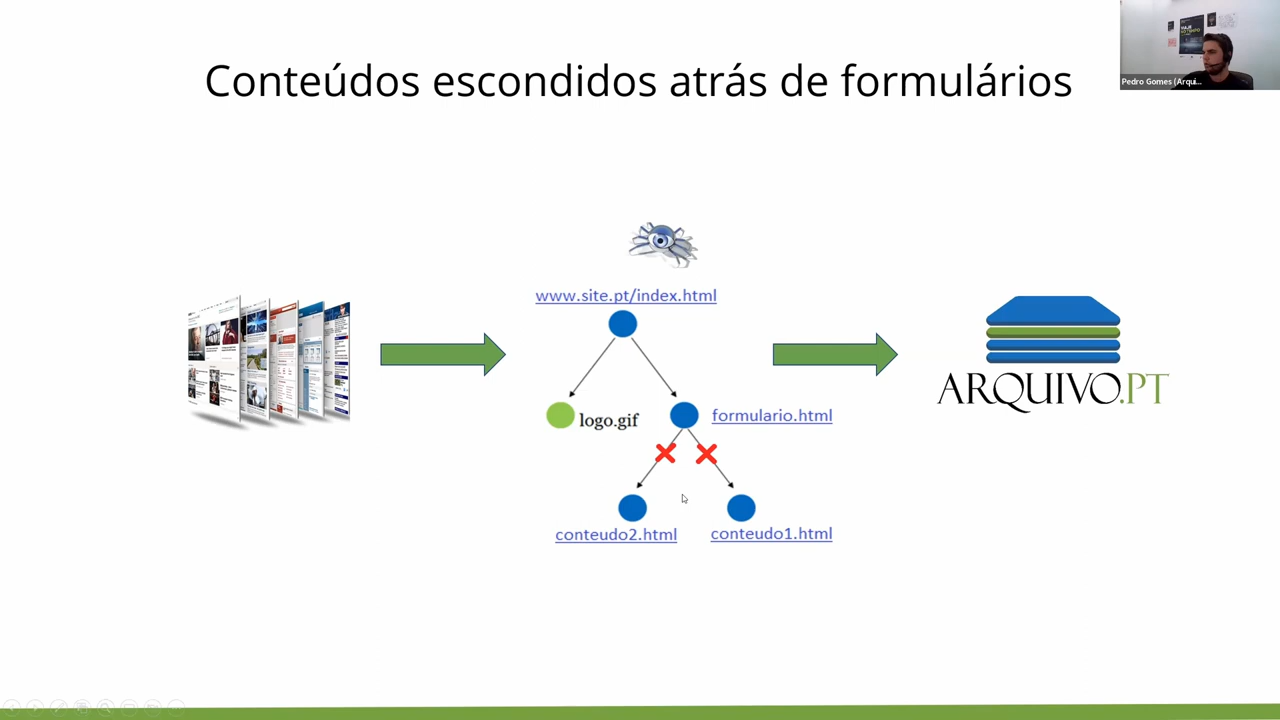 Conteúdos escondidos atrás de formulários
Pedro Gomes (Arqui...
www.site.pt/index.html
logo.gif
formulario.html
ARQUIVO.PT
conteudo2.html
conteudo1.html